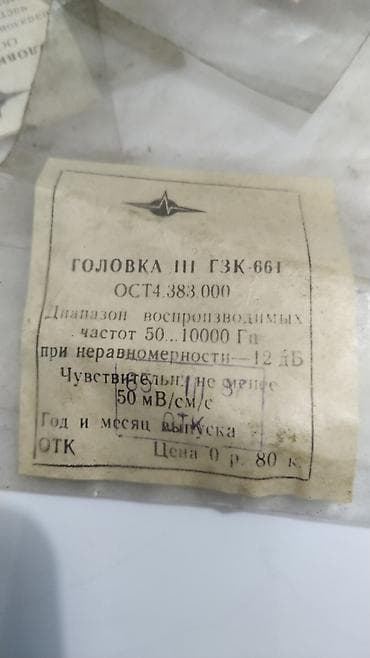 ГОЛОВКА III ГЗК-661
ОСТ4.383.000
Диапазон воспроизводимых
частот 50...10000 Гц
при неравномерности—12 дБ
Чувствительн. не менее
50 мВ/см/с
Год и месяц выпуска
ОТК
ОТК Цена 0 р. 80 к.